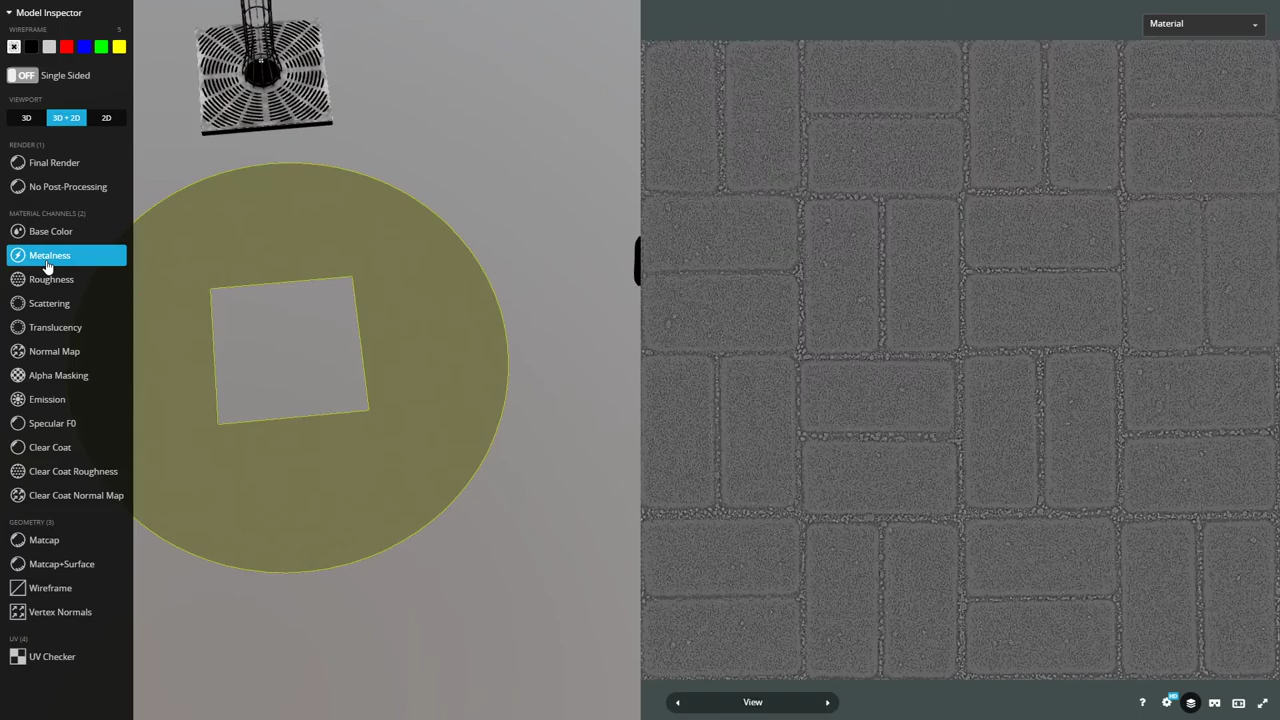 Model Inspector
WIREFRAME 5
OFF Single Sided
VIEWPORT
3D 3D + 2D 2D
RENDER (1)
Final Render
No Post-Processing
MATERIAL CHANNELS (2)
Base Color
Metalness
Roughness
Scattering
Translucency
Normal Map
Alpha Masking
Emission
Specular F0
Clear Coat
Clear Coat Roughness
Clear Coat Normal Map
GEOMETRY (3)
Matcap
Matcap+Surface
Wireframe
Vertex Normals
UV (4)
UV Checker
Material
View
? HD